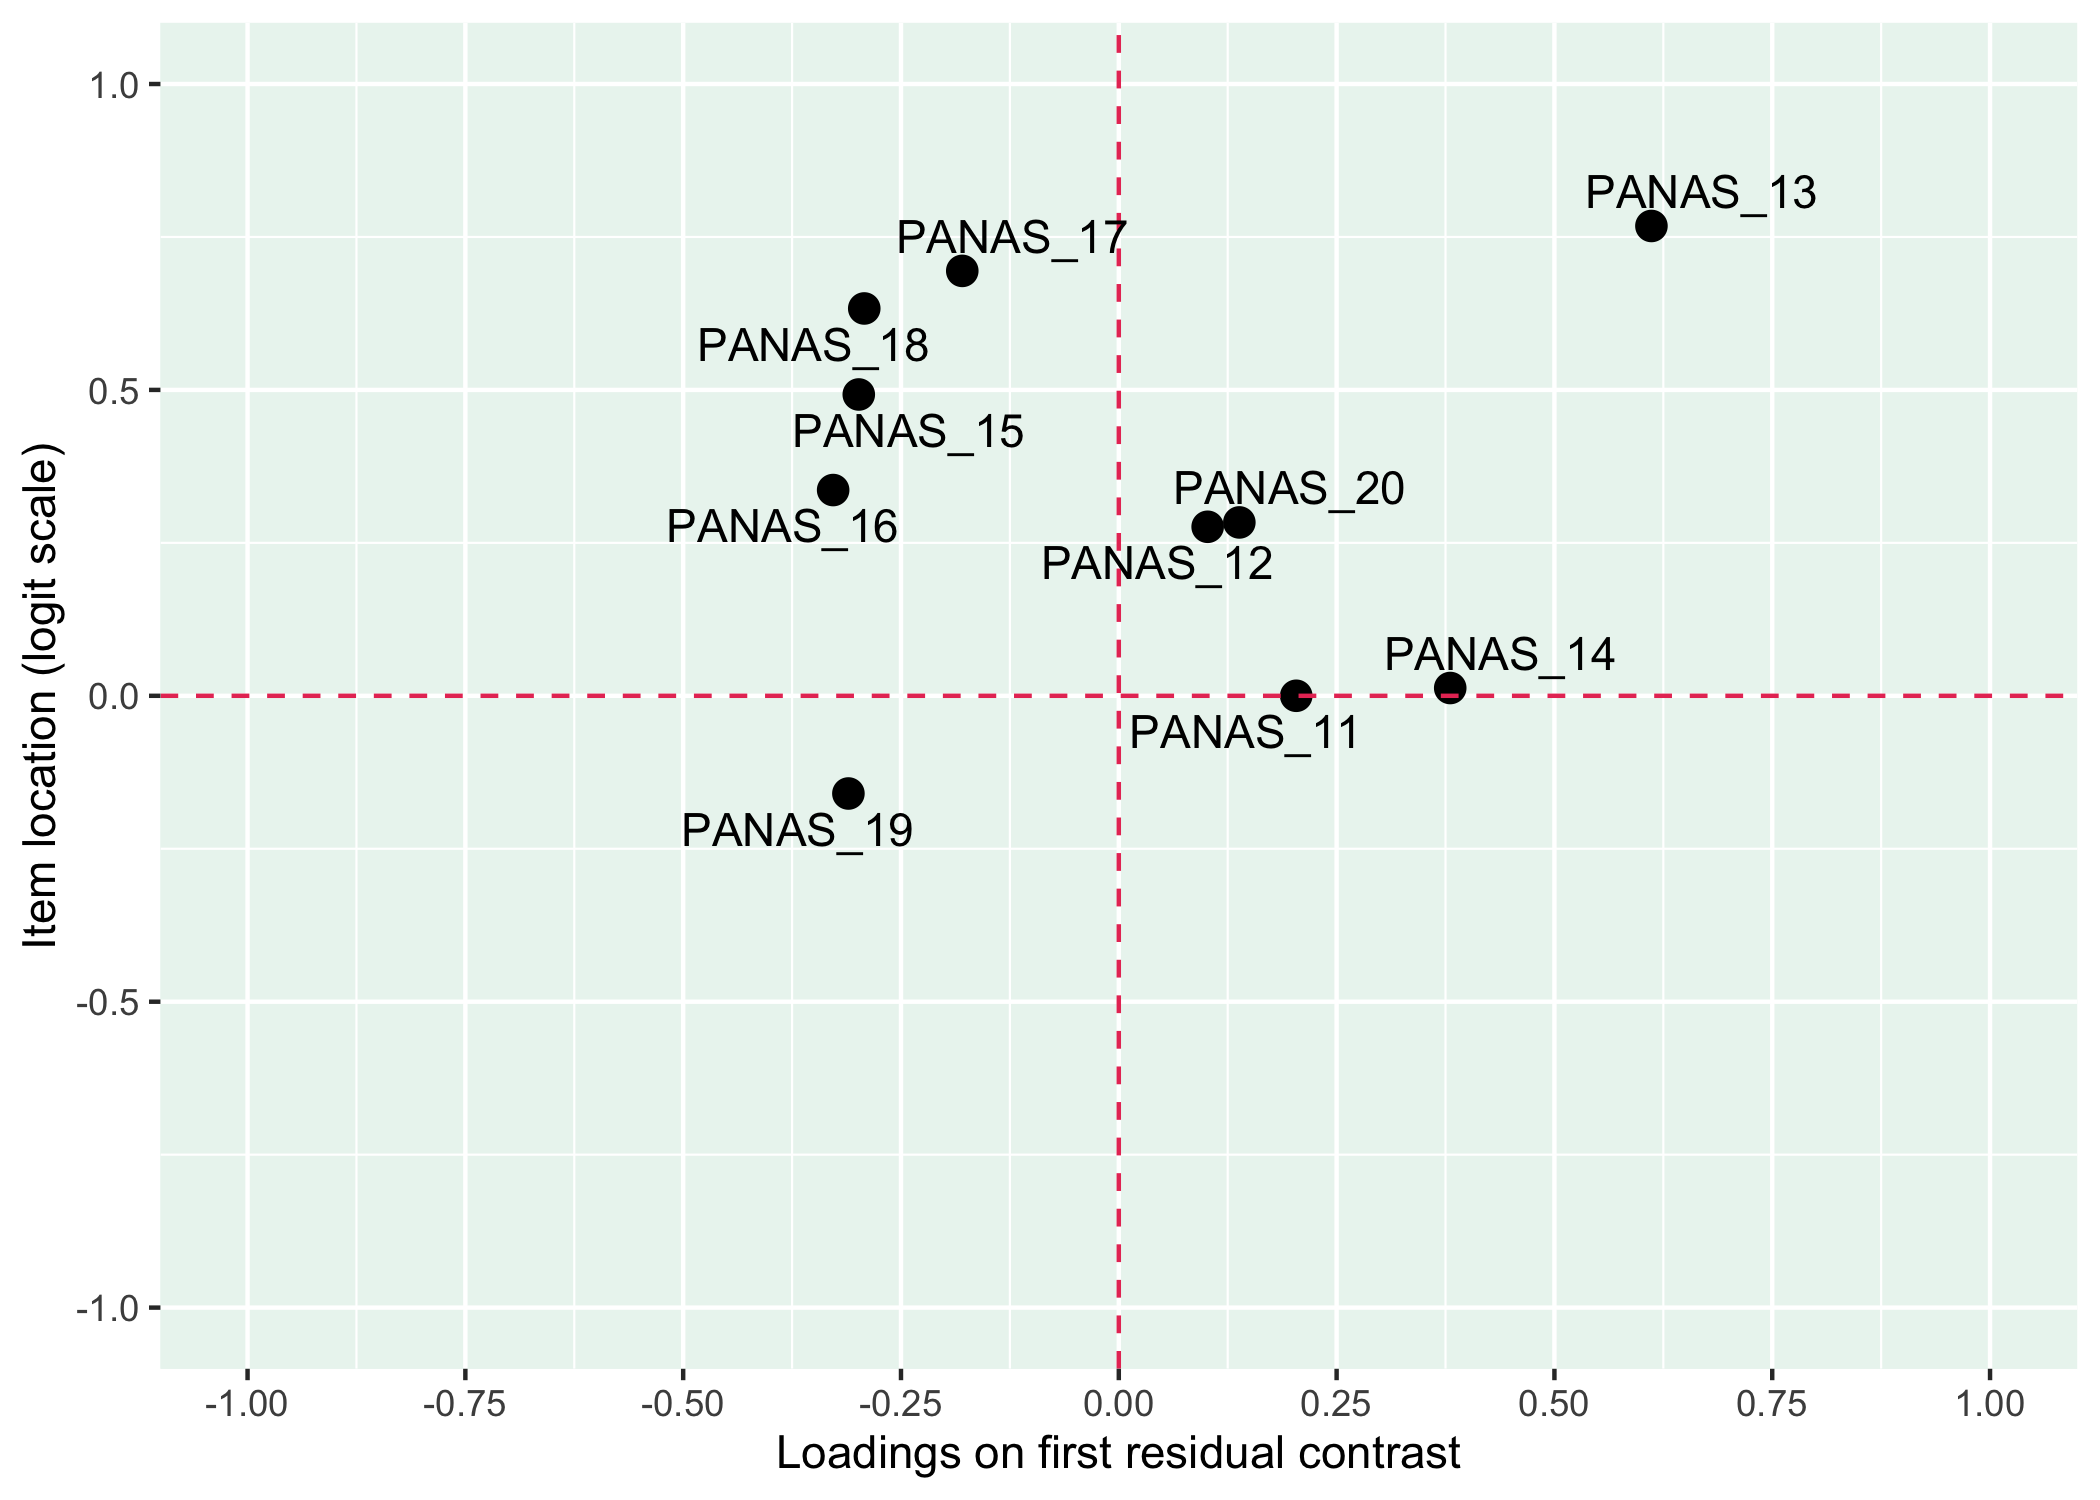 1.0
0.5
0.0
-0.5
-1.0
Item location (logit scale)
PANAS_13
PANAS_17
PANAS_18
PANAS_15
PANAS_20
PANAS_16
PANAS_12
PANAS_14
PANAS_11
PANAS_19
-1.00 -0.75 -0.50 -0.25 0.00 0.25 0.50 0.75 1.00
Loadings on first residual contrast